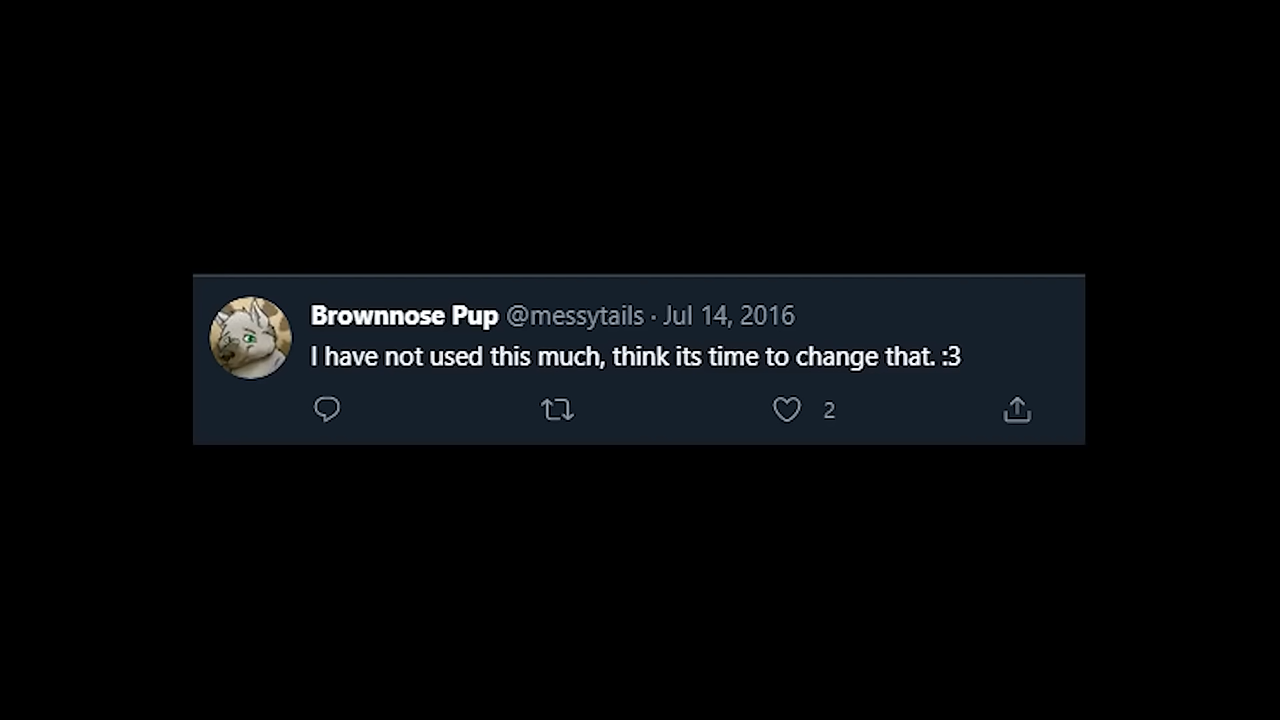 Brownnose Pup @messytails · Jul 14, 2016
I have not used this much, think its time to change that. :3
2